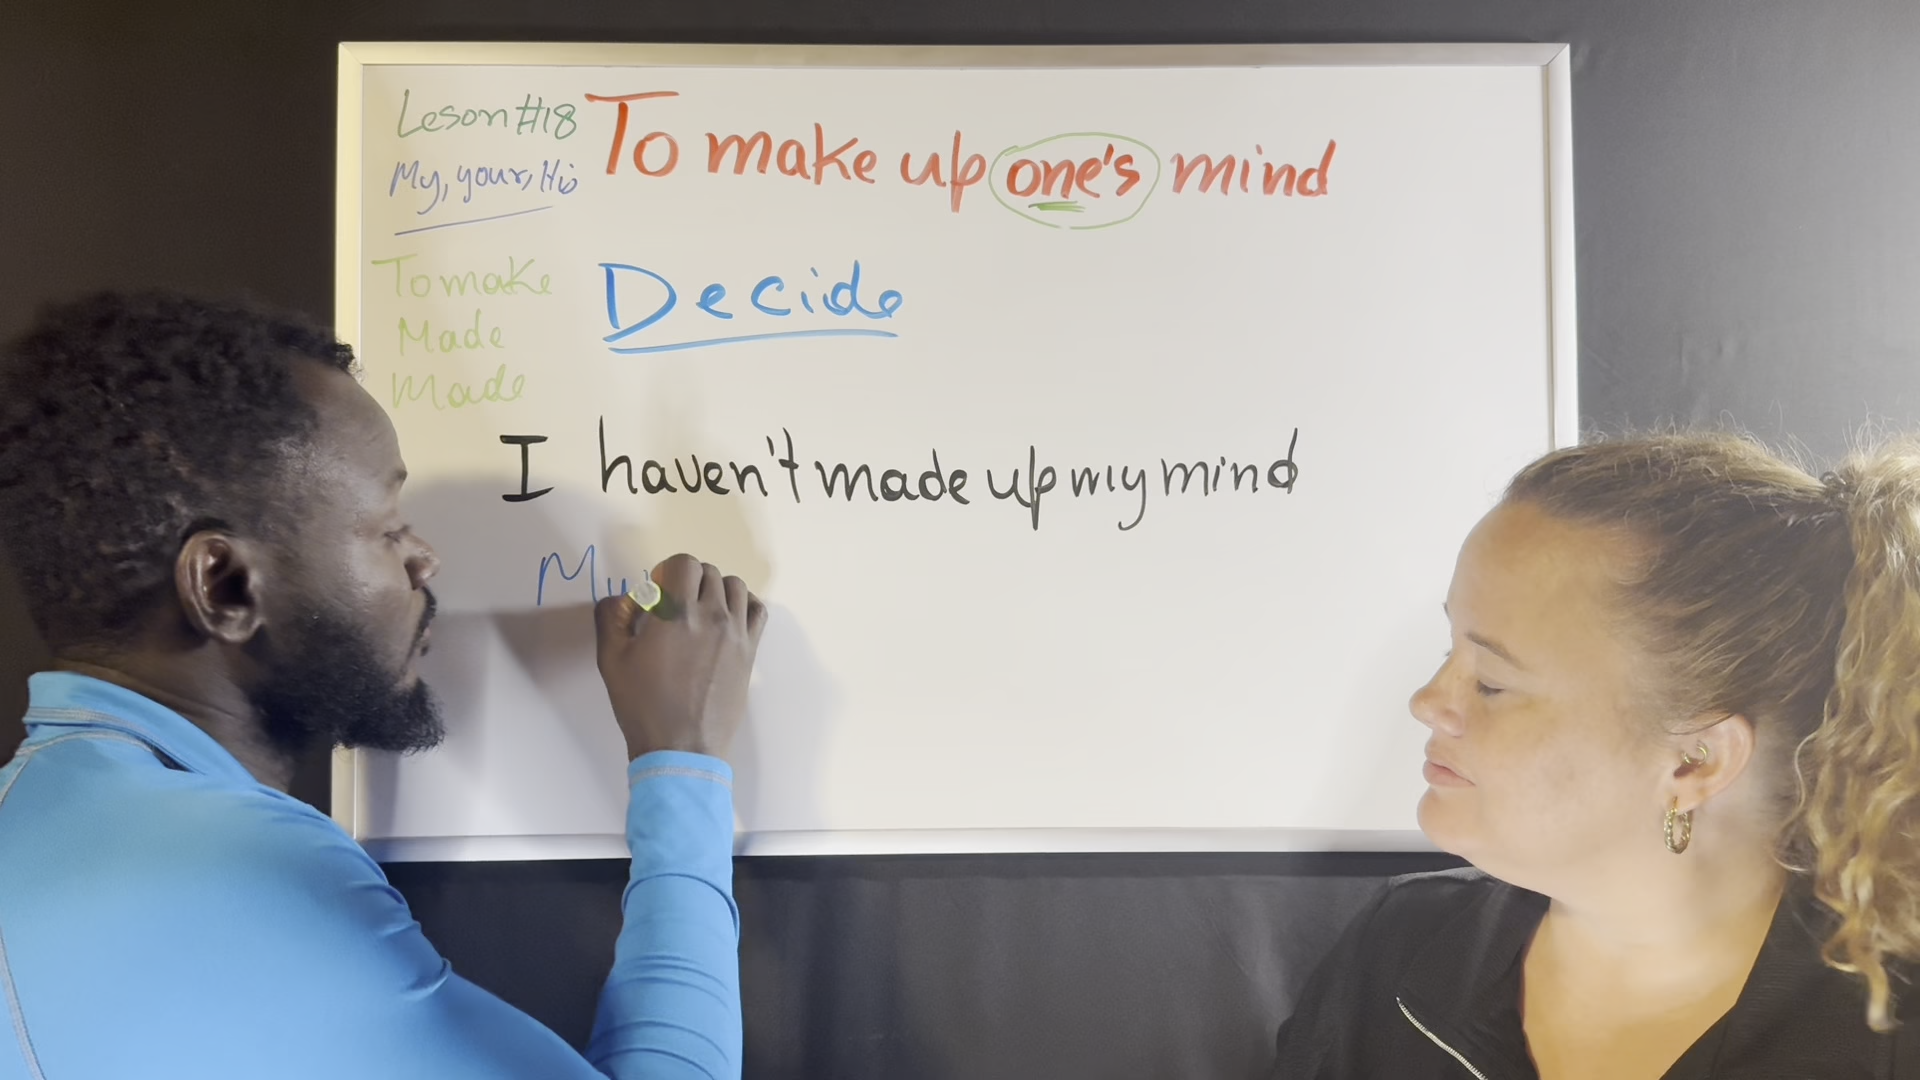 Leson #18
To make up one's mind
My, your, His
Decide
To make
Made
Made
I haven't made up my mind